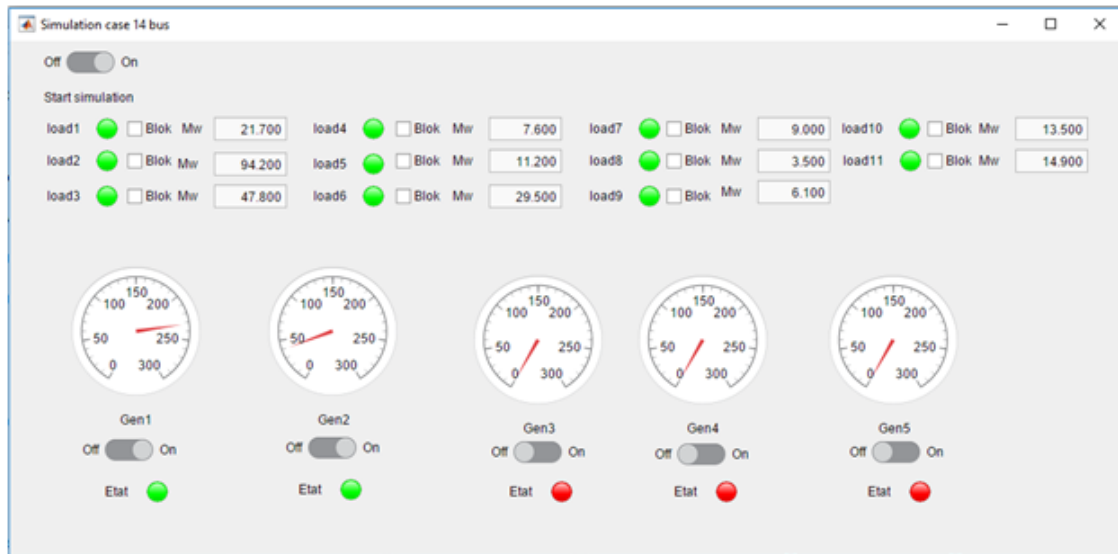 Simulation case 14 bus
Off On
Start simulation
load1 Blok Mw 21.700 load4 Blok Mw 7.600 load7 Blok Mw 9.000 load10 Blok Mw 13.500
load2 Blok Mw 94.200 load5 Blok Mw 11.200 load8 Blok Mw 3.500 load11 Blok Mw 14.900
load3 Blok Mw 47.800 load6 Blok Mw 29.500 load9 Blok Mw 6.100
0 50 100 150 200 250 300
0 50 100 150 200 250 300
0 50 100 150 200 250 300
0 50 100 150 200 250 300
0 50 100 150 200 250 300
Gen1 Gen2 Gen3 Gen4 Gen5
Off On Off On Off On Off On Off On
Etat Etat Etat Etat Etat